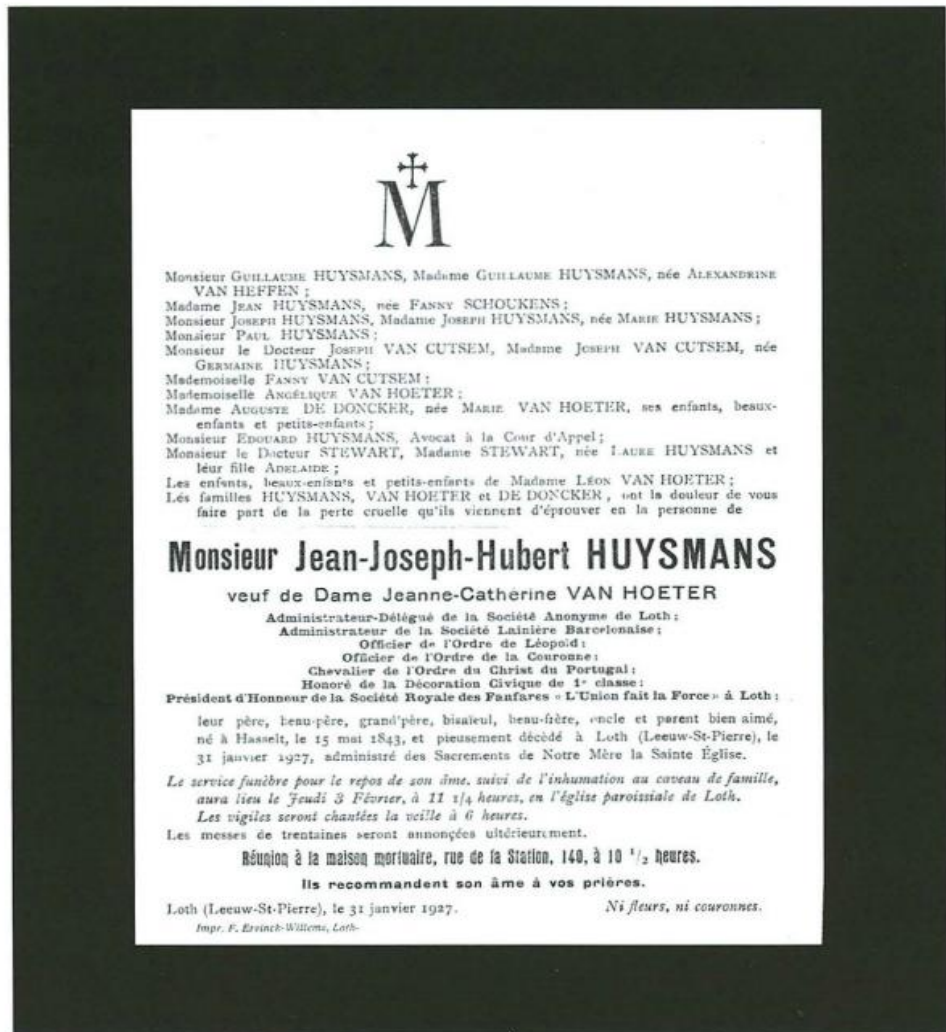 M
Monsieur GUILLAUME HUYSMANS, Madame GUILLAUME HUYSMANS, née ALEXANDRINE
VAN HEFFEN ;
Madame JEAN HUYSMANS, née FANNY SCHOUKENS ;
Monsieur JOSEPH HUYSMANS, Madame JOSEPH HUYSMANS, née MARIE HUYSMANS ;
Monsieur PAUL HUYSMANS ;
Monsieur le Docteur JOSEPH VAN CUTSEM, Madame JOSEPH VAN CUTSEM, née
GERMAINE HUYSMANS ;
Mademoiselle FANNY VAN CUTSEM ;
Mademoiselle ANGÉLIQUE VAN HOETER ;
Madame AUGUSTE DE DONCKER, née MARIE VAN HOETER, ses enfants, beaux-
enfants et petits-enfants ;
Monsieur EDOUARD HUYSMANS, Avocat à la Cour d'Appel ;
Monsieur le Docteur STEWART, Madame STEWART, née LAURE HUYSMANS et
leur fille ADELAIDE ;
Les enfants, beaux-enfants et petits-enfants de Madame LÉON VAN HOETER ;
Les familles HUYSMANS, VAN HOETER et DE DONCKER, ont la douleur de vous
faire part de la perte cruelle qu'ils viennent d'éprouver en la personne de
Monsieur Jean-Joseph-Hubert HUYSMANS
veuf de Dame Jeanne-Cathérine VAN HOETER
Administrateur-Délégué de la Société Anonyme de Loth ;
Administrateur de la Société Lainière Barcelonaise ;
Officier de l'Ordre de Léopold ;
Officier de l'Ordre de la Couronne ;
Chevalier de l'Ordre du Christ du Portugal ;
Honoré de la Décoration Civique de 1e classe ;
Président d'Honneur de la Société Royale des Fanfares « L'Union fait la Force » à Loth ;
leur père, beau-père, grand'père, bisaïeul, beau-frère, oncle et parent bien aimé,
né à Hasselt, le 15 mai 1843, et pieusement décédé à Loth (Leeuw-St-Pierre), le
31 janvier 1927, administré des Sacrements de Notre Mère la Sainte Église.
Le service funèbre pour le repos de son âme, suivi de l'inhumation au caveau de famille,
aura lieu le Jeudi 3 Février, à 11 1/4 heures, en l'église paroissiale de Loth.
Les vigiles seront chantées la veille à 6 heures.
Les messes de trentaines seront annoncées ultérieurement.
Réunion à la maison mortuaire, rue de la Station, 140, à 10 1/2 heures.
Ils recommandent son âme à vos prières.
Loth (Leeuw-St-Pierre), le 31 janvier 1927. Ni fleurs, ni couronnes.
Impr. F. Ervinck-Willems, Loth.